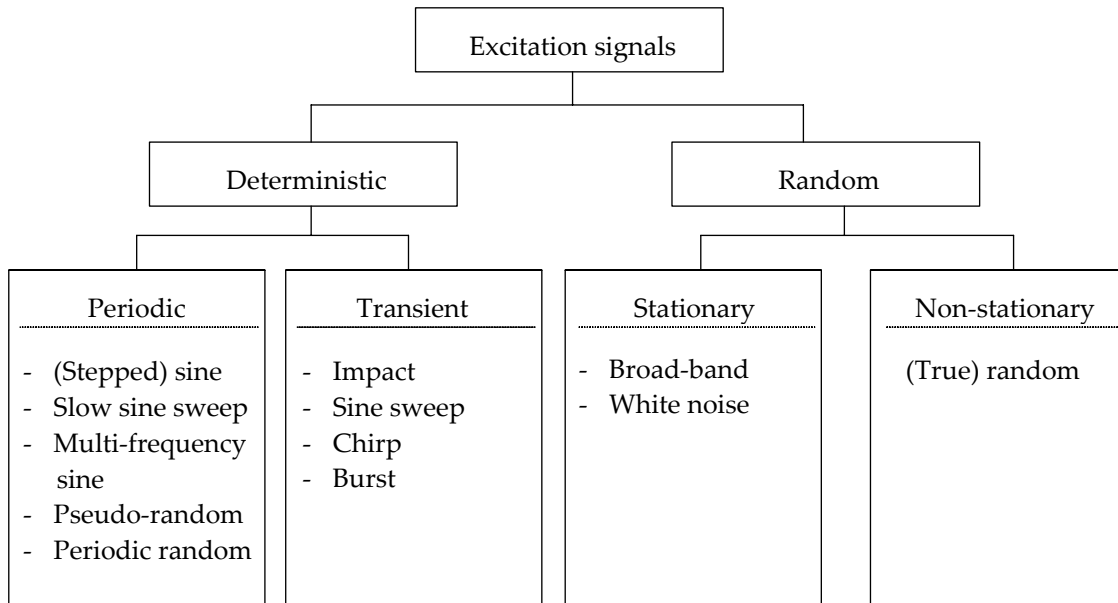 Excitation signals
Deterministic
Random
Periodic
- (Stepped) sine
- Slow sine sweep
- Multi-frequency
sine
- Pseudo-random
- Periodic random
Transient
- Impact
- Sine sweep
- Chirp
- Burst
Stationary
- Broad-band
- White noise
Non-stationary
(True) random